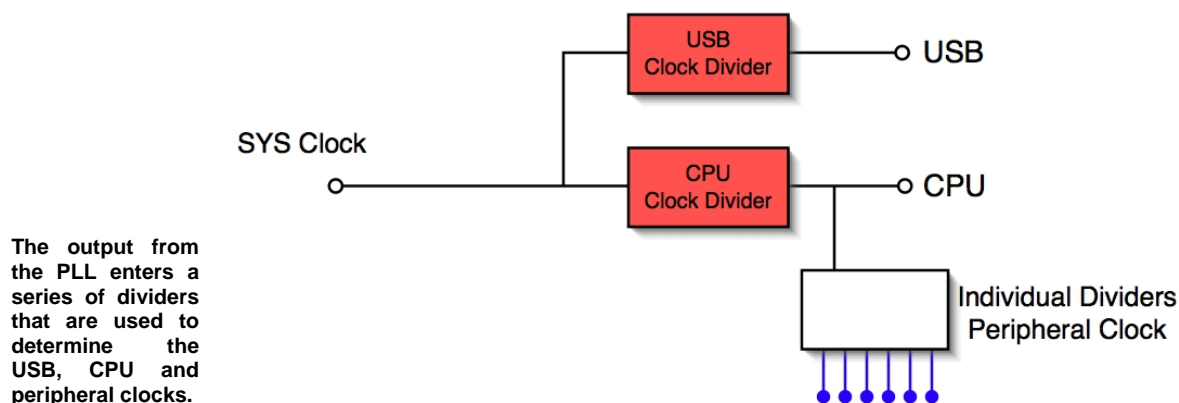 USB
Clock Divider
USB
SYS Clock
CPU
Clock Divider
CPU
The output from
the PLL enters a
series of dividers
that are used to
determine the
USB, CPU and
peripheral clocks.
Individual Dividers
Peripheral Clock